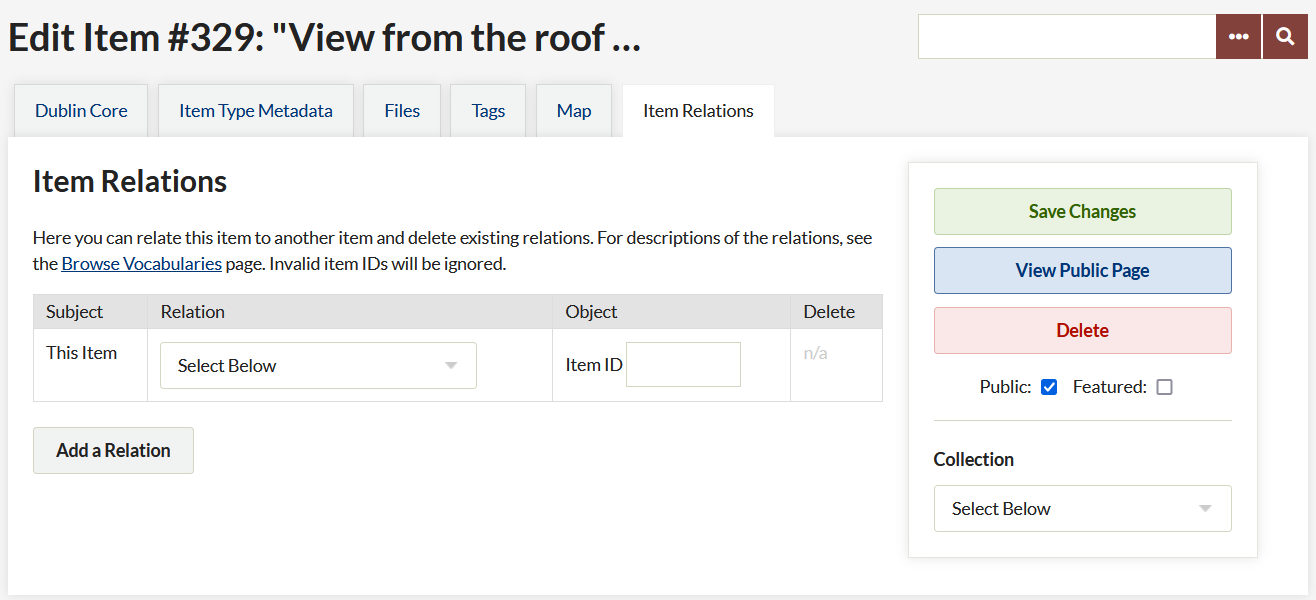 Edit Item #329: "View from the roof ...
Dublin Core
Item Type Metadata
Files
Tags
Map
Item Relations
Item Relations
Here you can relate this item to another item and delete existing relations. For descriptions of the relations, see
the Browse Vocabularies page. Invalid item IDs will be ignored.
Subject Relation Object Delete
This Item Select Below Item ID n/a
Add a Relation
Save Changes
View Public Page
Delete
Public: Featured:
Collection
Select Below